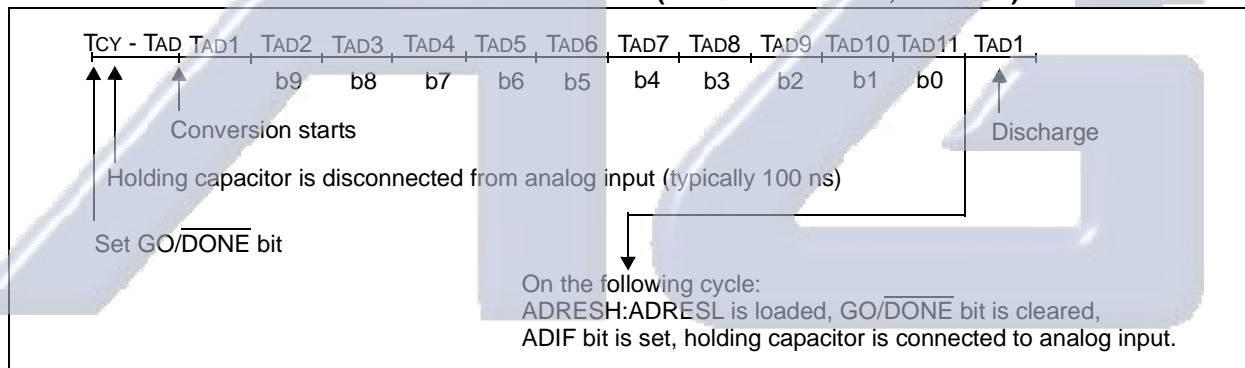 TCY - TAD TAD1 TAD2 TAD3 TAD4 TAD5 TAD6 TAD7 TAD8 TAD9 TAD10 TAD11 TAD1
b9 b8 b7 b6 b5 b4 b3 b2 b1 b0
Conversion starts
Discharge
Holding capacitor is disconnected from analog input (typically 100 ns)
Set GO/DONE bit
On the following cycle:
ADRESH:ADRESL is loaded, GO/DONE bit is cleared,
ADIF bit is set, holding capacitor is connected to analog input.